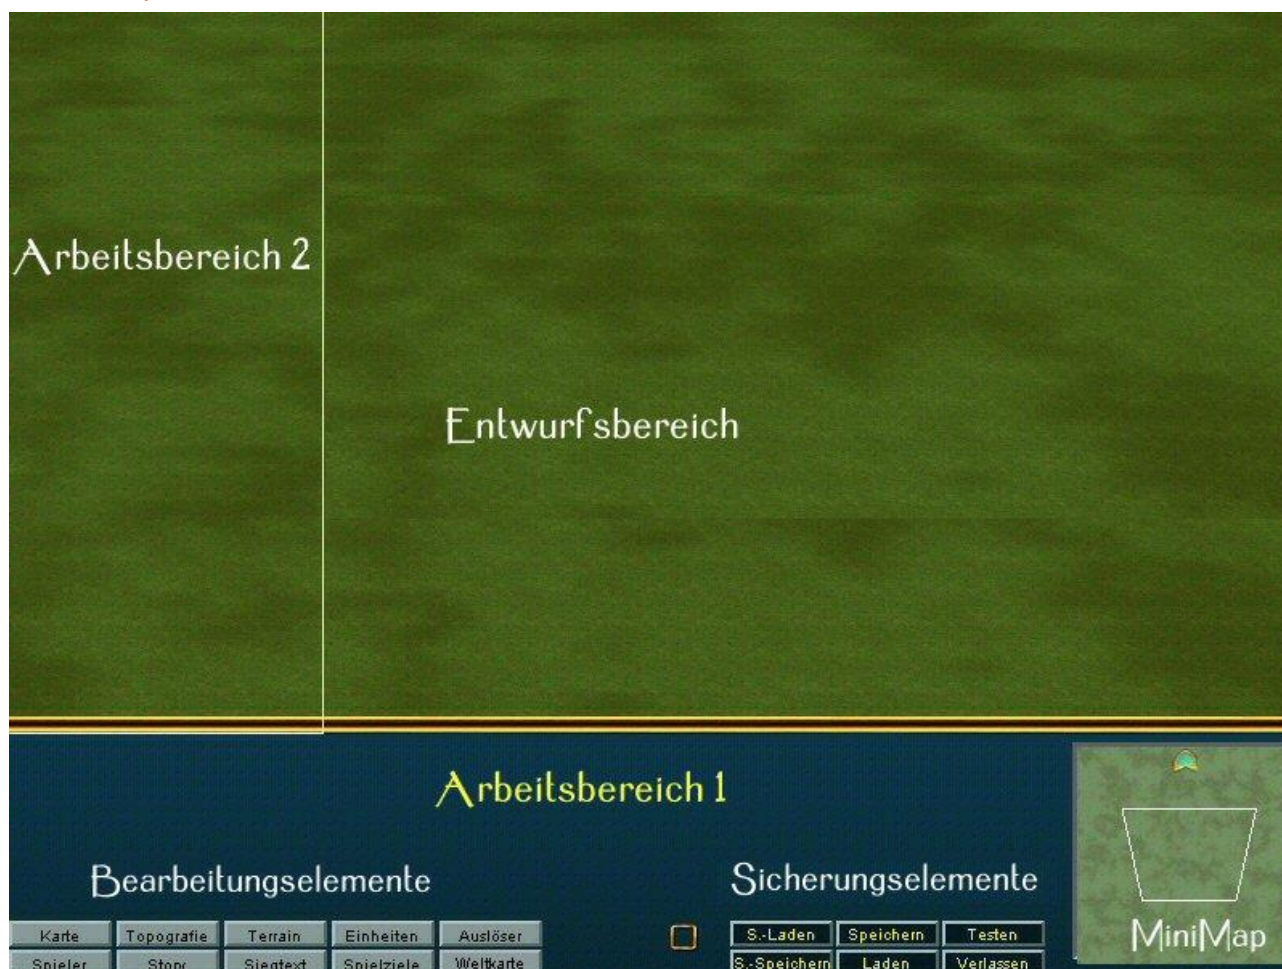 Arbeitsbereich 2
Entwurfsbereich
Arbeitsbereich 1
Bearbeitungselemente
Sicherungselemente
Karte Topografie Terrain Einheiten Auslöser
S.-Laden Speichern Testen
MiniMap
Spieler Story Siegtext Spielziele Weltkarte
S.-Speichern Laden Verlassen